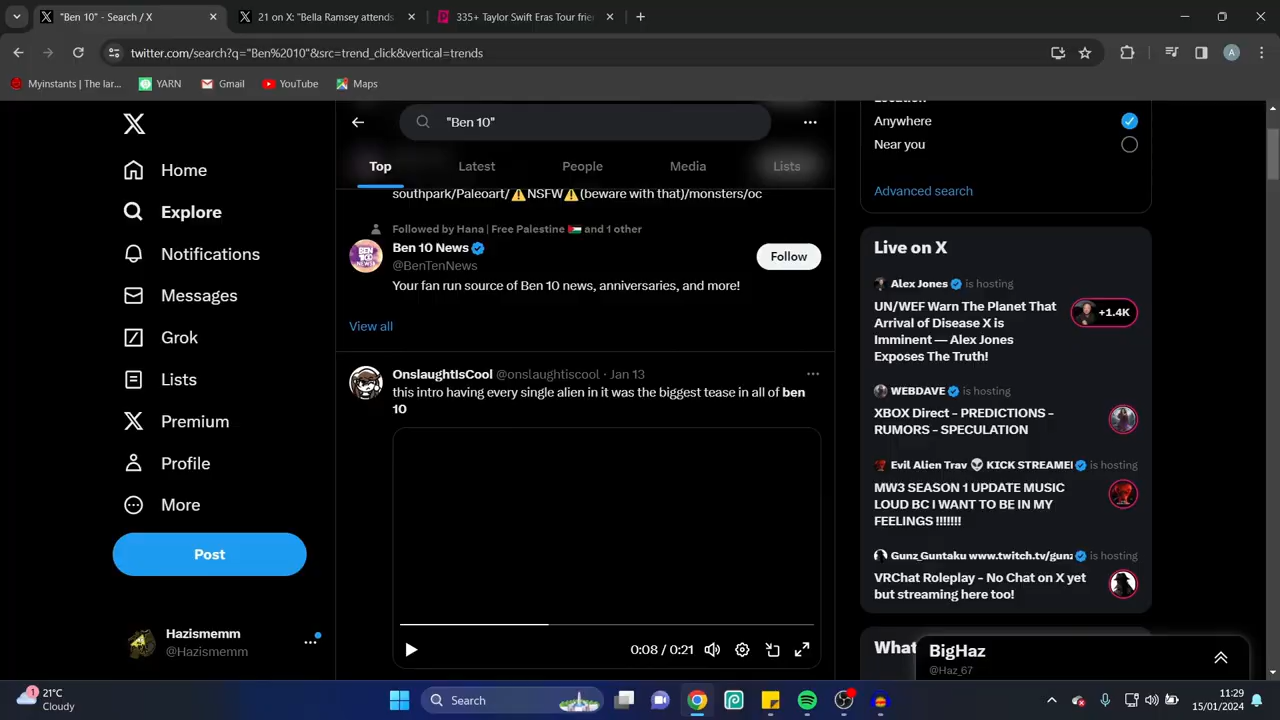 "Ben 10" - Search / X
21 on X: "Bella Ramsey attends
335+ Taylor Swift Eras Tour frie
twitter.com/search?q="Ben%2010"&src=trend_click&vertical=trends
A
Myinstants | The lar...
YARN
Gmail
YouTube
Maps
Home
Explore
Notifications
Messages
Grok
Lists
Premium
Profile
More
Post
Hazismemm
@Hazismemm
"Ben 10"
Top
Latest
People
Media
Lists
southpark/Paleoart/⚠️NSFW⚠️(beware with that)/monsters/oc
Followed by Hana | Free Palestine 🇵🇸 and 1 other
Ben 10 News
@BenTenNews
Follow
Your fan run source of Ben 10 news, anniversaries, and more!
View all
OnslaughtIsCool @onslaughtiscool · Jan 13
this intro having every single alien in it was the biggest tease in all of ben
10
0:08 / 0:21
Location
Anywhere
Near you
Advanced search
Live on X
Alex Jones is hosting
UN/WEF Warn The Planet That
Arrival of Disease X is
Imminent — Alex Jones
Exposes The Truth!
+1.4K
WEBDAVE is hosting
XBOX Direct - PREDICTIONS -
RUMORS - SPECULATION
Evil Alien Trav 👽 KICK STREAME is hosting
MW3 SEASON 1 UPDATE MUSIC
LOUD BC I WANT TO BE IN MY
FEELINGS !!!!!!!
Gunz_Guntaku www.twitch.tv/gunz is hosting
VRChat Roleplay - No Chat on X yet
but streaming here too!
What
BigHaz
@Haz_67
1
21°C
Cloudy
Search
11:29
15/01/2024